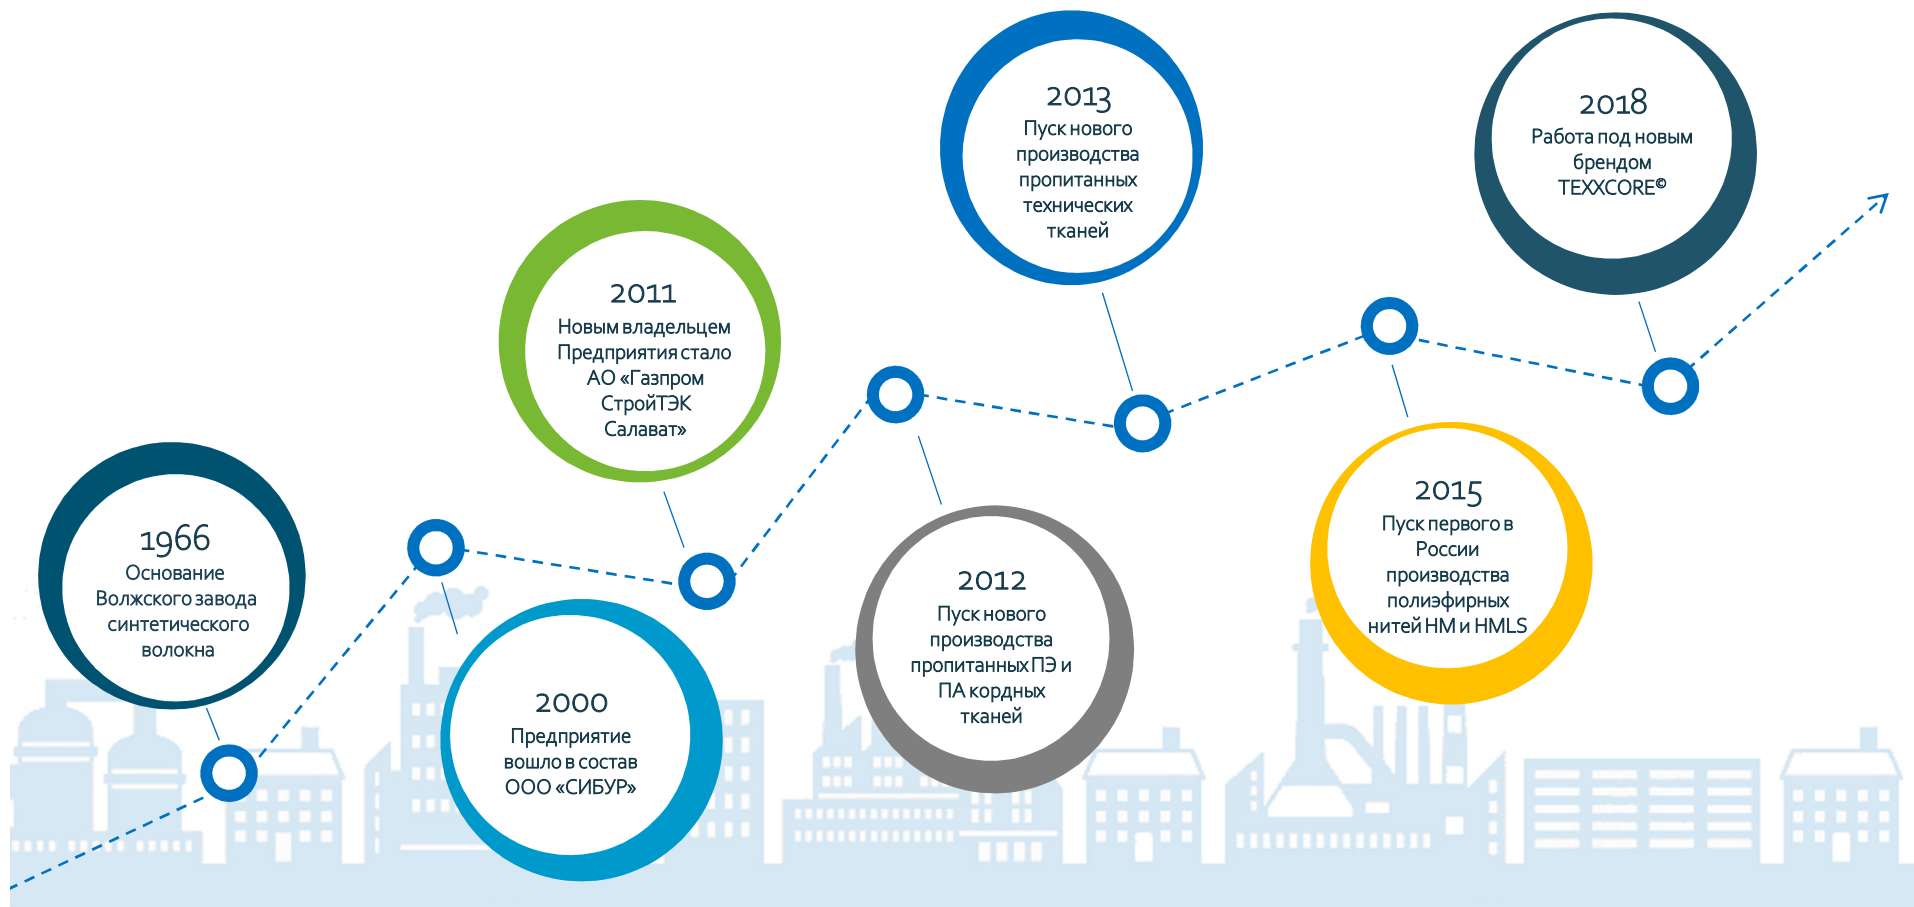 1966
Основание
Волжского завода
синтетического
волокна
2000
Предприятие
вошло в состав
ООО «СИБУР»
2011
Новым владельцем
Предприятия стало
АО «Газпром
СтройТЭК
Салават»
2012
Пуск нового
производства
пропитанных ПЭ и
ПА кордных
тканей
2013
Пуск нового
производства
пропитанных
технических
тканей
2015
Пуск первого в
России
производства
полиэфирных
нитей HM и HMLS
2018
Работа под новым
брендом
TEXXCORE©